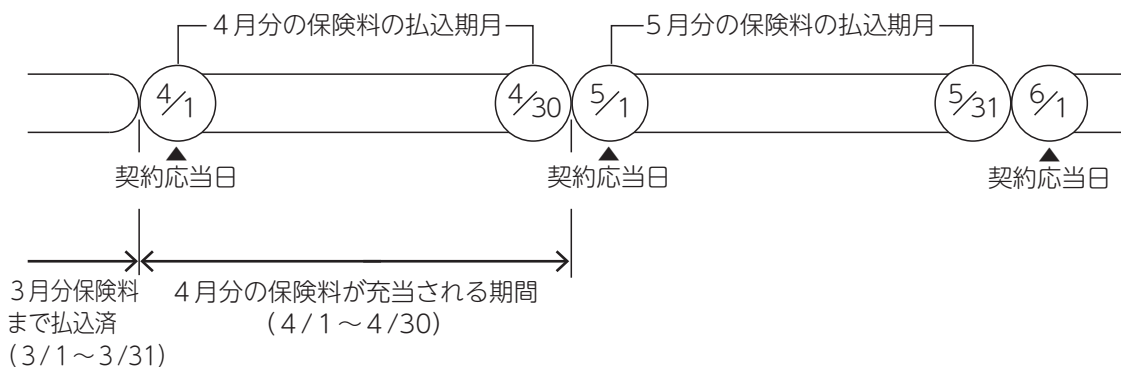 4月分の保険料の払込期月
5月分の保険料の払込期月
4/1
4/30
5/1
5/31
6/1
契約応当日
契約応当日
契約応当日
3月分保険料
まで払込済
(3/1～3/31)
4月分の保険料が充当される期間
(4/1～4/30)